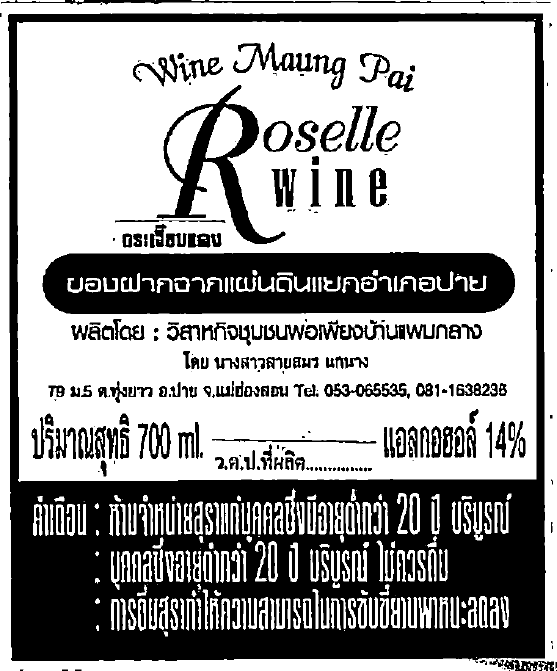 Wine Maung Pai
Roselle
wine
กระเจี๊ยบแดง
ของฝากจากแผ่นดินแยกอำเภอปาย
ผลิตโดย : วิสาหกิจชุมชนพอเพียงบ้านแพมกลาง
โดย นางสาวสายสมร แกนาง
79 ม.5 ต.ทุ่งยาว อ.ปาย จ.แม่ฮ่องสอน Tel. 053-065535, 081-1638236
ปริมาณสุทธิ 700 ml. แอลกอฮอล์ 14%
ว.ด.ป.ที่ผลิต...............
คำเตือน : ห้ามจำหน่ายสุราแก่บุคคลซึ่งมีอายุต่ำกว่า 20 ปี บริบูรณ์
: บุคคลซึ่งอายุต่ำกว่า 20 ปี บริบูรณ์ ไม่ควรดื่ม
: การดื่มสุราทำให้ความสามารถในการขับขี่ยานพาหนะลดลง